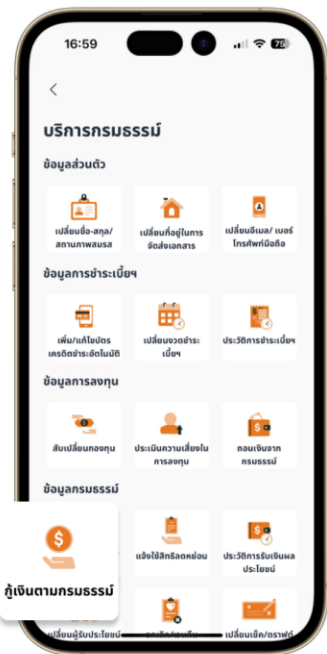 16:59
75
บริการกรมธรรม์
ข้อมูลส่วนตัว
เปลี่ยนชื่อ-สกุล/
สถานภาพสมรส
เปลี่ยนที่อยู่ในการ
จัดส่งเอกสาร
เปลี่ยนอีเมล/ เบอร์
โทรศัพท์มือถือ
ข้อมูลการชำระเบี้ยฯ
เพิ่ม/แก้ไขบัตร
เครดิตชำระอัตโนมัติ
เปลี่ยนงวดชำระ
เบี้ยฯ
ประวัติการชำระเบี้ยฯ
ข้อมูลการลงทุน
สับเปลี่ยนกองทุน
ประเมินความเสี่ยงใน
การลงทุน
ถอนเงินจาก
กรมธรรม์
ข้อมูลกรมธรรม์
กู้เงินตามกรมธรรม์
แจ้งใช้สิทธิลดหย่อน
ประวัติการรับเงินผล
ประโยชน์
เปลี่ยนผู้รับประโยชน์
เปลี่ยนเช็ค/ดราฟต์